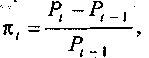 π_t = (P_t − P_{t−1}) / P_{t−1},